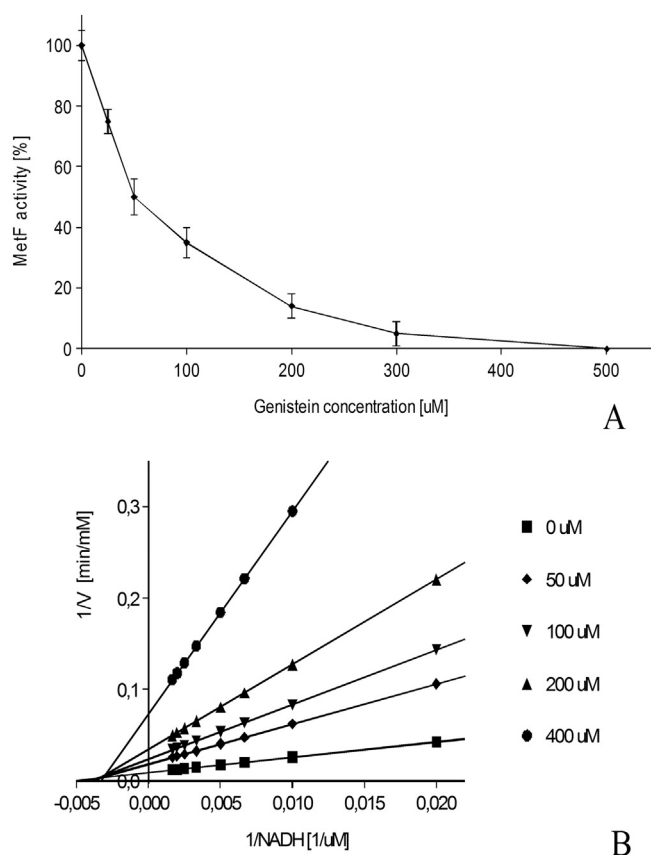 100
80
60
40
20
0
MetF activity [%]
0 100 200 300 400 500
Genistein concentration [uM]
A
0,3
0,2
0,1
0,0
1/V [min/mM]
-0,005 0,000 0,005 0,010 0,015 0,020
1/NADH [1/uM]
0 uM
50 uM
100 uM
200 uM
400 uM
B